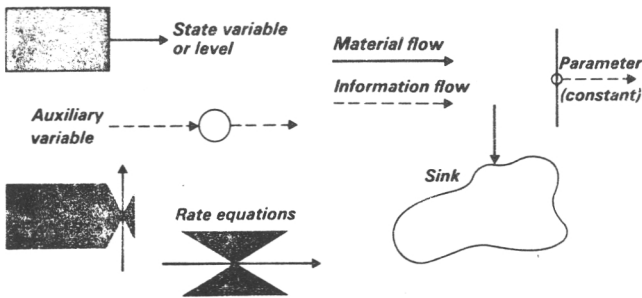 State variable
or level
Material flow
Information flow
Parameter
(constant)
Auxiliary
variable
Sink
Rate equations